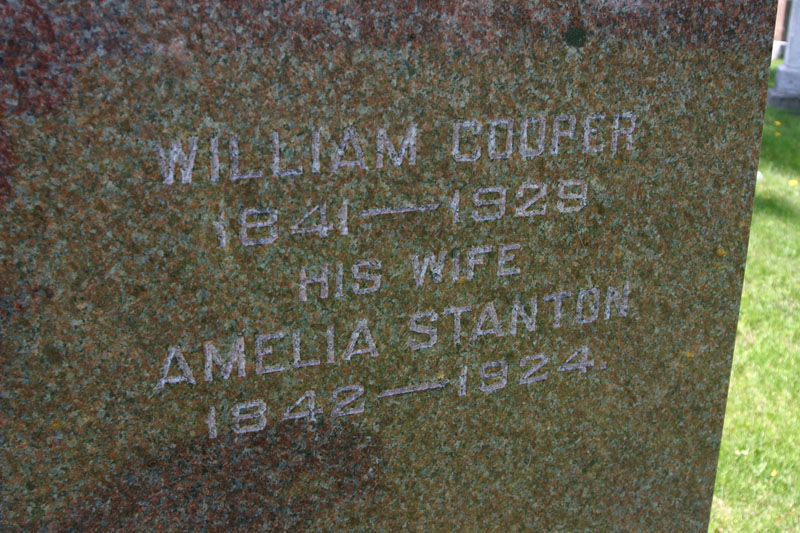 WILLIAM COOPER
1841—1929
HIS WIFE
AMELIA STANTON
1842—1924.